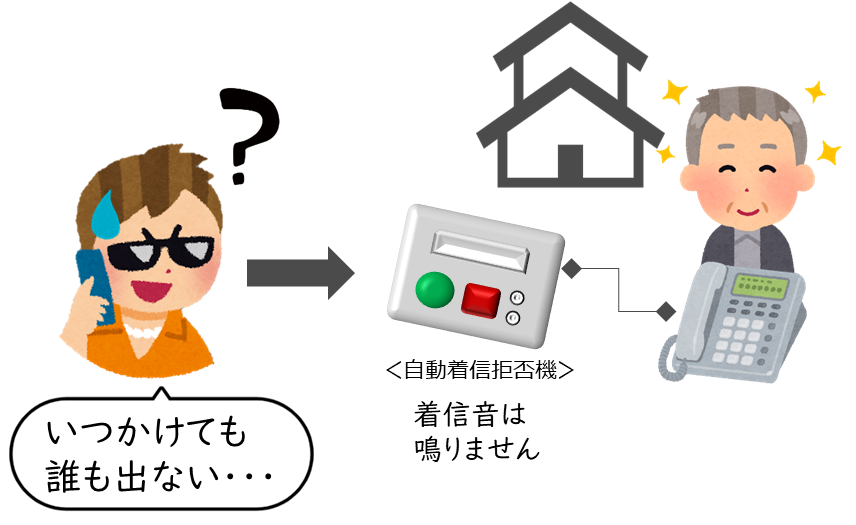 ?
いつかけても
誰も出ない・・・
＜自動着信拒否機＞
着信音は
鳴りません